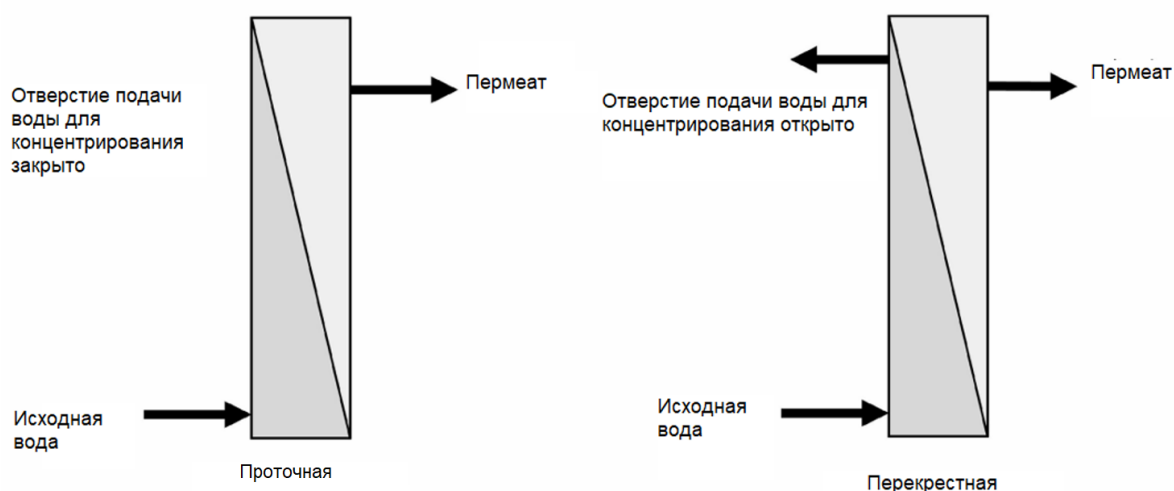 Отверстие подачи
воды для
концентрирования
закрыто
Пермеат
Исходная
вода
Проточная
Отверстие подачи воды для
концентрирования открыто
Пермеат
Исходная
вода
Перекрестная